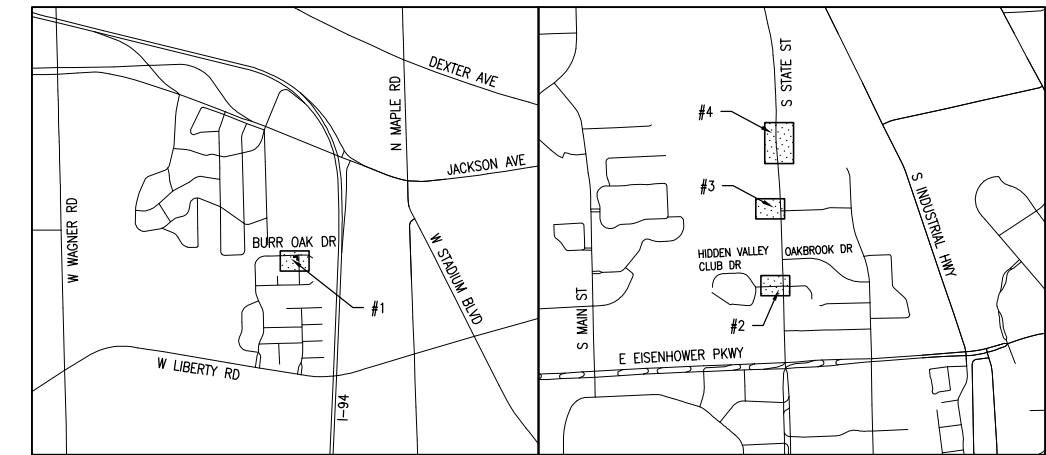 DEXTER AVE
N MAPLE RD
JACKSON AVE
W WAGNER RD
BURR OAK DR
#1
W STADIUM BLVD
W LIBERTY RD
I-94
S STATE ST
#4
#3
S INDUSTRIAL HWY
HIDDEN VALLEY
CLUB DR
OAKBROOK DR
#2
S MAIN ST
E EISENHOWER PKWY